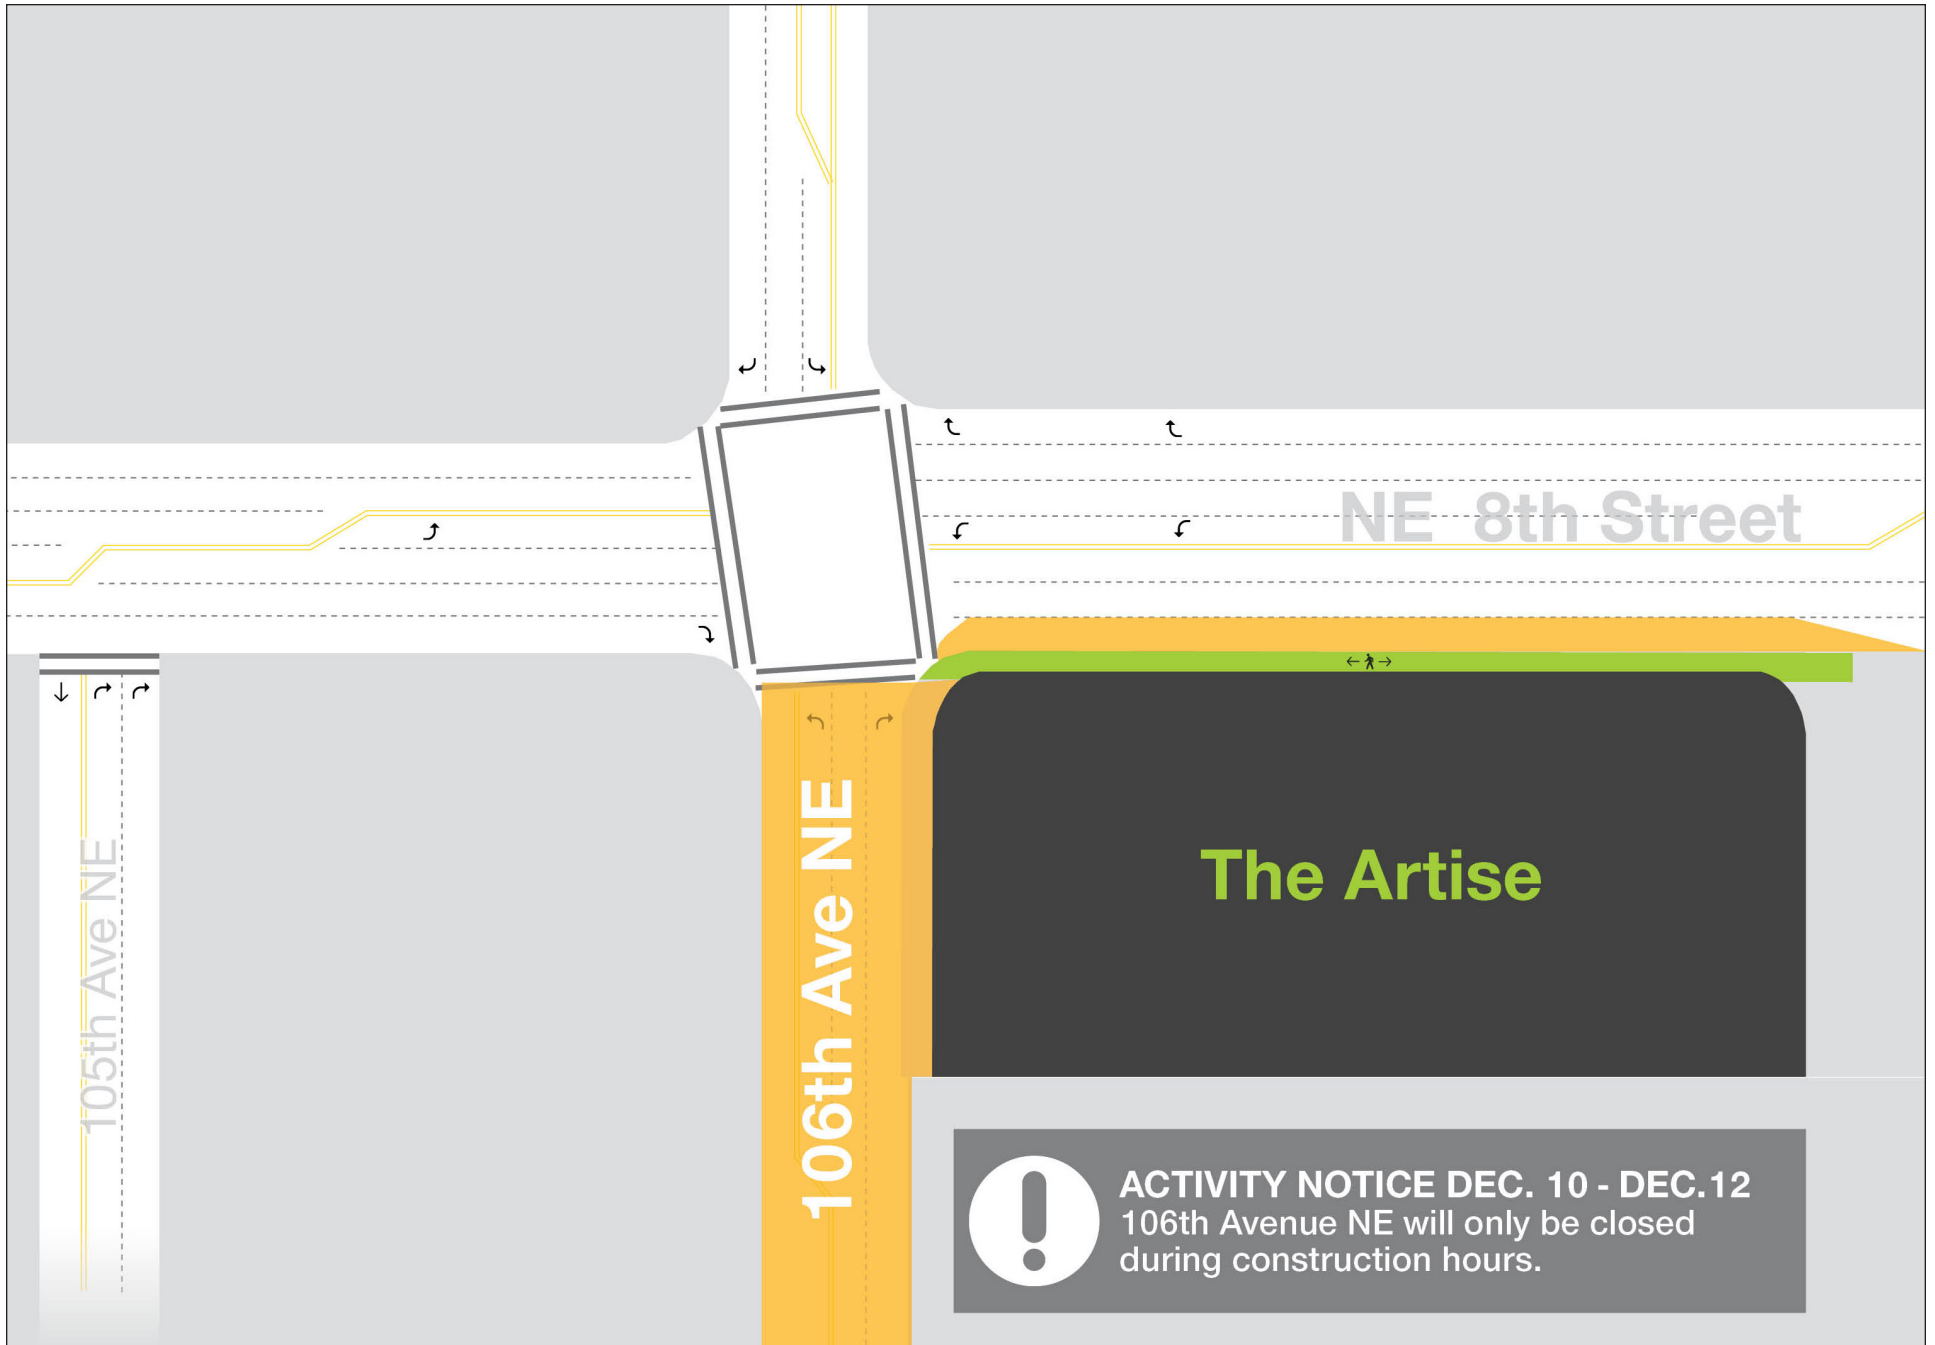 NE 8th Street
105th Ave NE
106th Ave NE
The Artise
ACTIVITY NOTICE DEC. 10 - DEC.12
106th Avenue NE will only be closed
during construction hours.